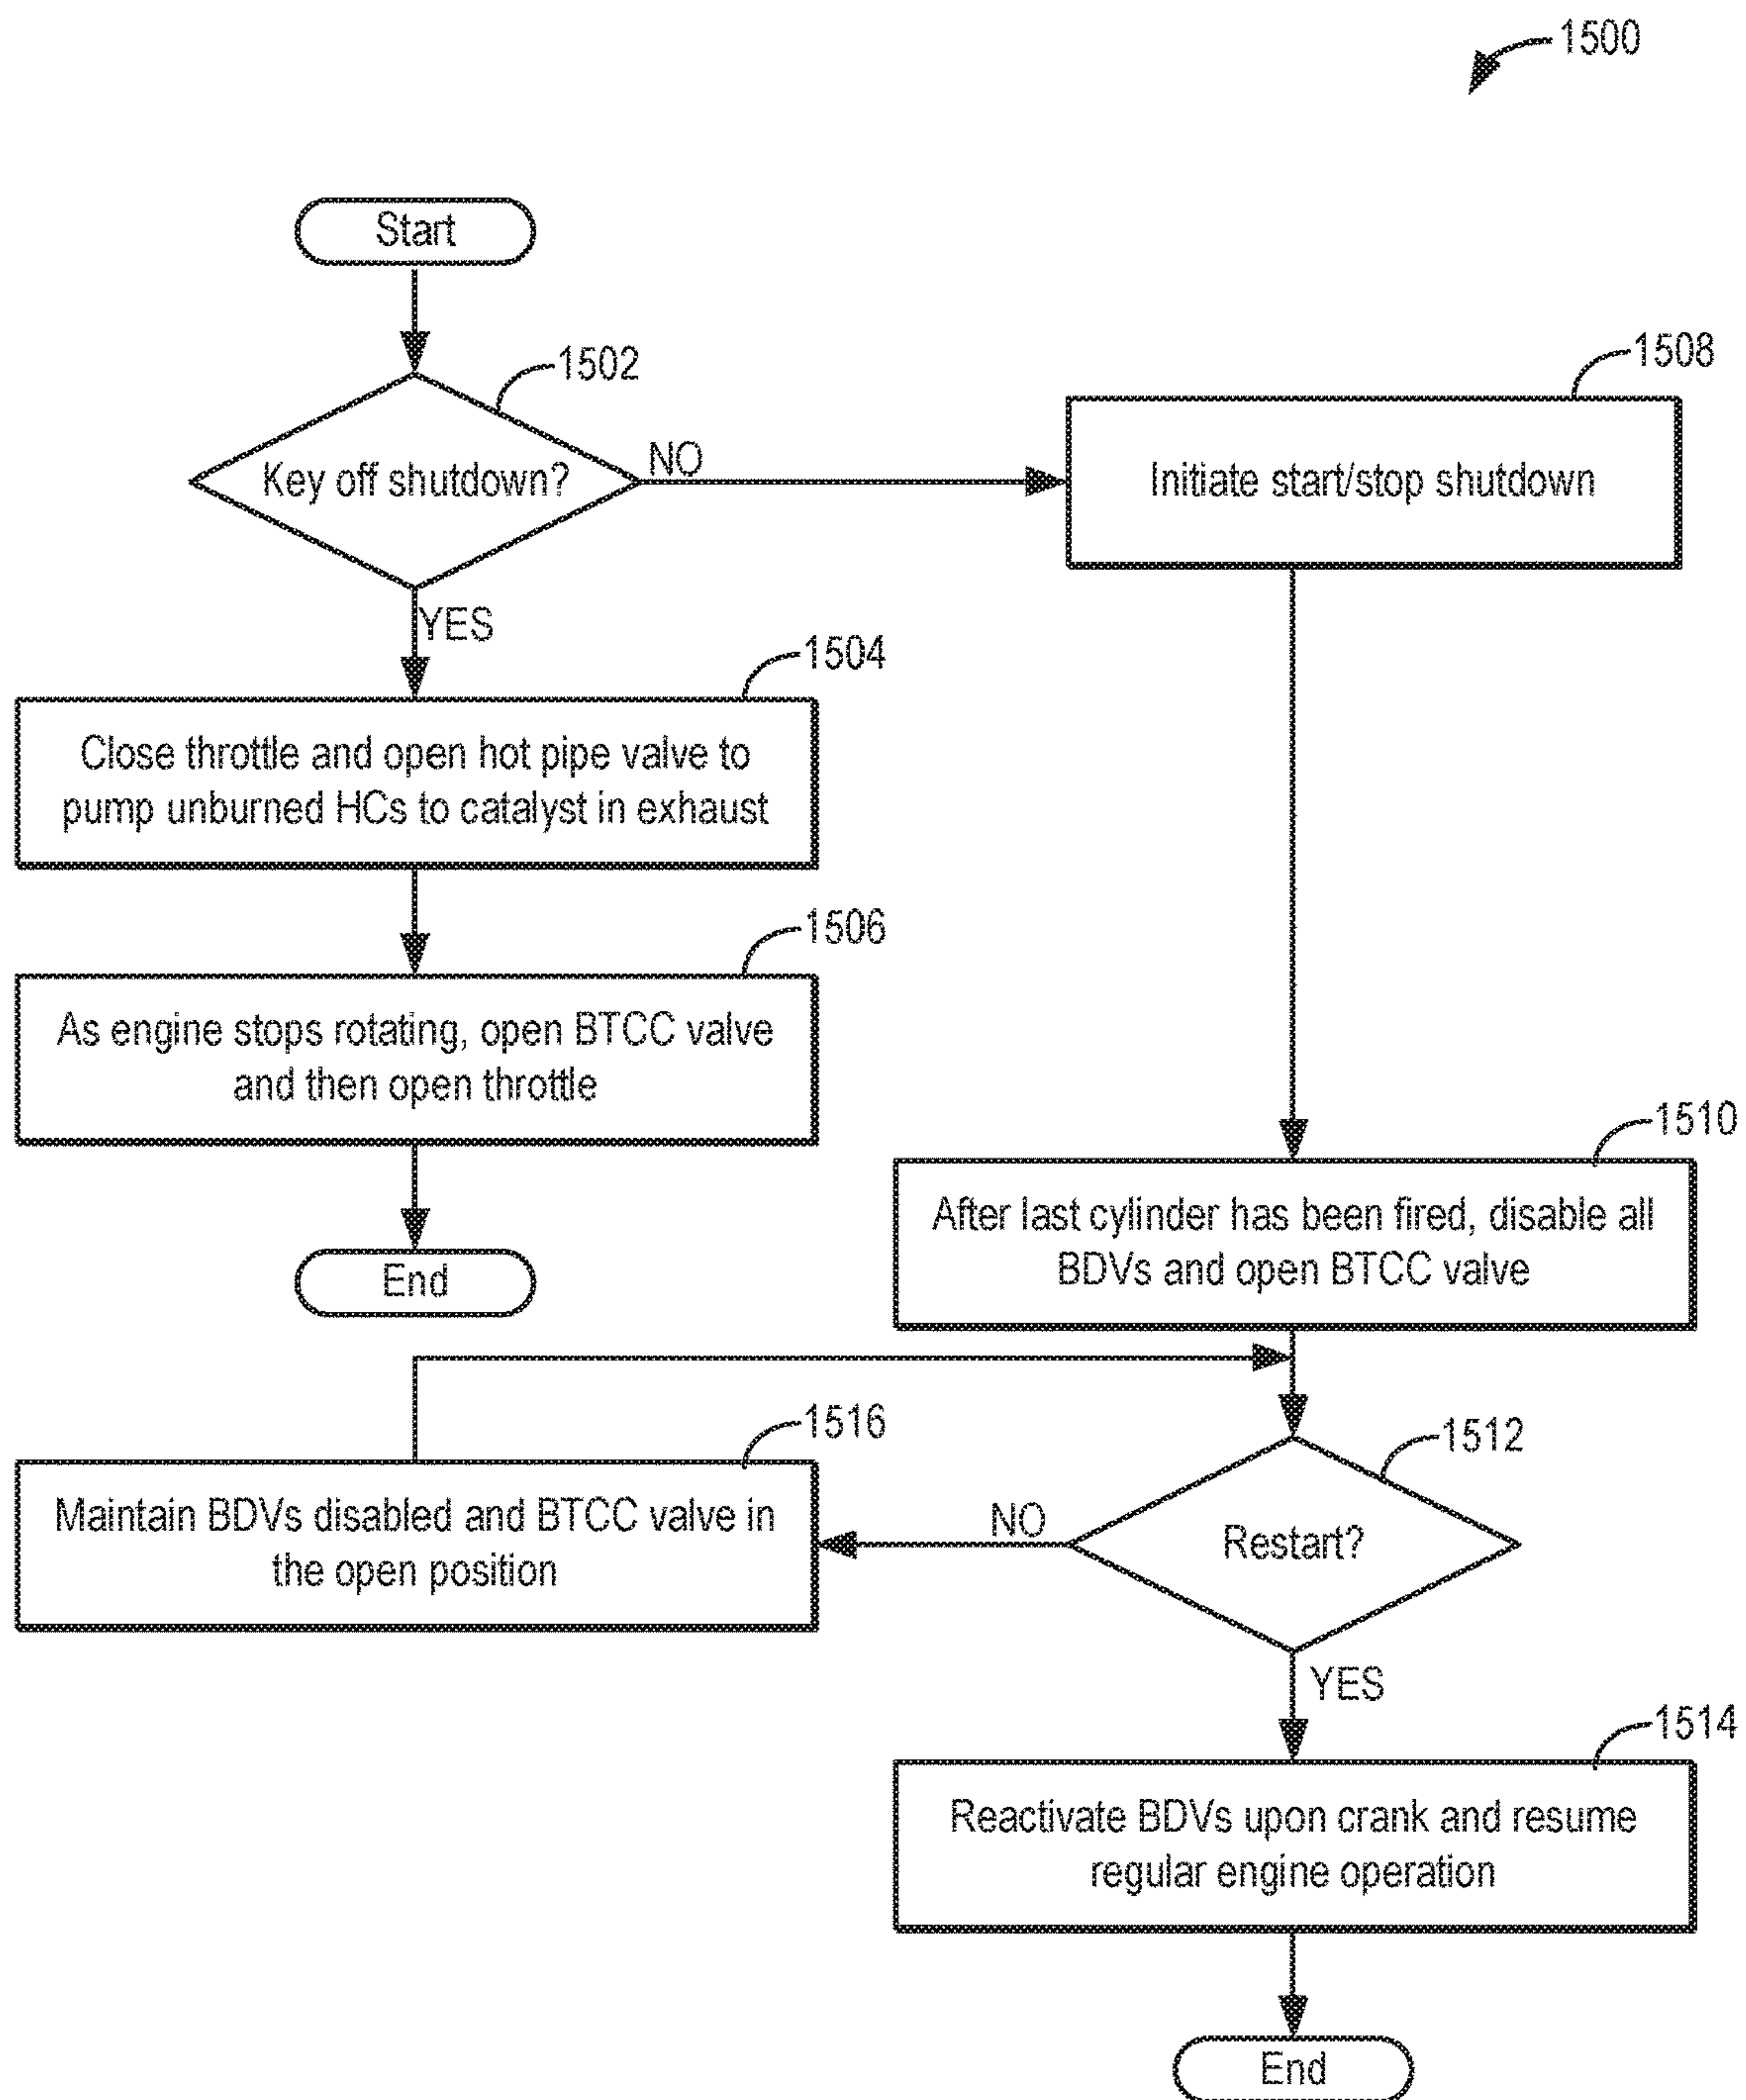 1500
Start
1502
Key off shutdown?
NO
YES
1508
Initiate start/stop shutdown
1504
Close throttle and open hot pipe valve to
pump unburned HCs to catalyst in exhaust
1506
As engine stops rotating, open BTCC valve
and then open throttle
End
1510
After last cylinder has been fired, disable all
BDVs and open BTCC valve
1512
Restart?
NO
YES
1516
Maintain BDVs disabled and BTCC valve in
the open position
1514
Reactivate BDVs upon crank and resume
regular engine operation
End